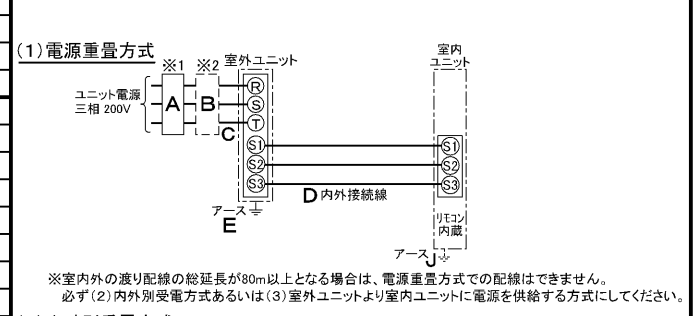 (1)電源重畳方式
※1 ※2 室外ユニット
室内
ユニット
ユニット電源
三相 200V
A B C
R
S
T
S1 S1
S2 S2
S3 S3
D 内外接続線
アース
E
リモコン
内蔵
アース J
※室内外の渡り配線の総延長が80m以上となる場合は、電源重畳方式での配線はできません。
必ず(2)内外別受電方式あるいは(3)室外ユニットより室内ユニットに電源を供給する方式にしてください。